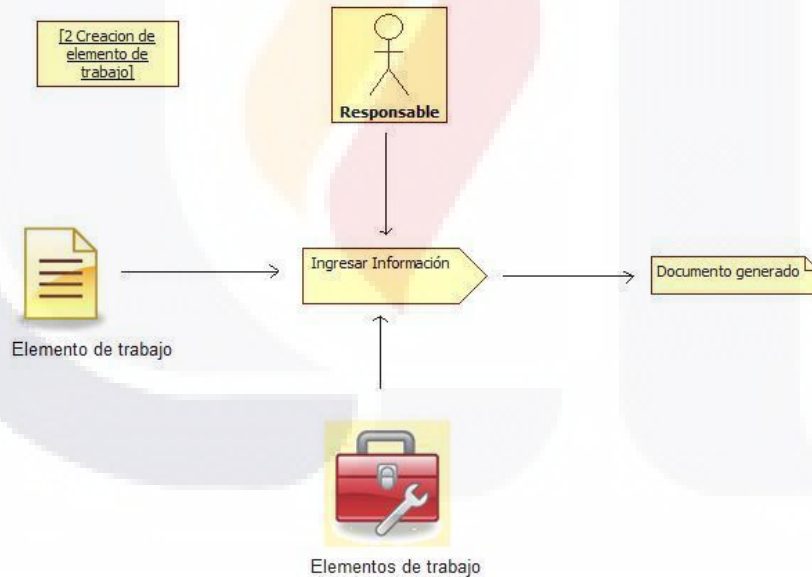 [2 Creacion de
elemento de
trabajo]
Responsable
Ingresar Información
Documento generado
Elemento de trabajo
Elementos de trabajo